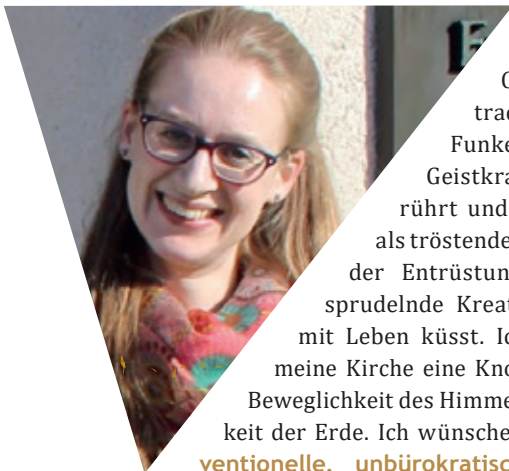 trad
Funke
Geistkra
rührt und
als tröstende
der Entrüstun
sprudelnde Kreat
mit Leben küsst. Ic
meine Kirche eine Kno
Beweglichkeit des Himme
keit der Erde. Ich wünsche
ventionelle, unbürokratisc